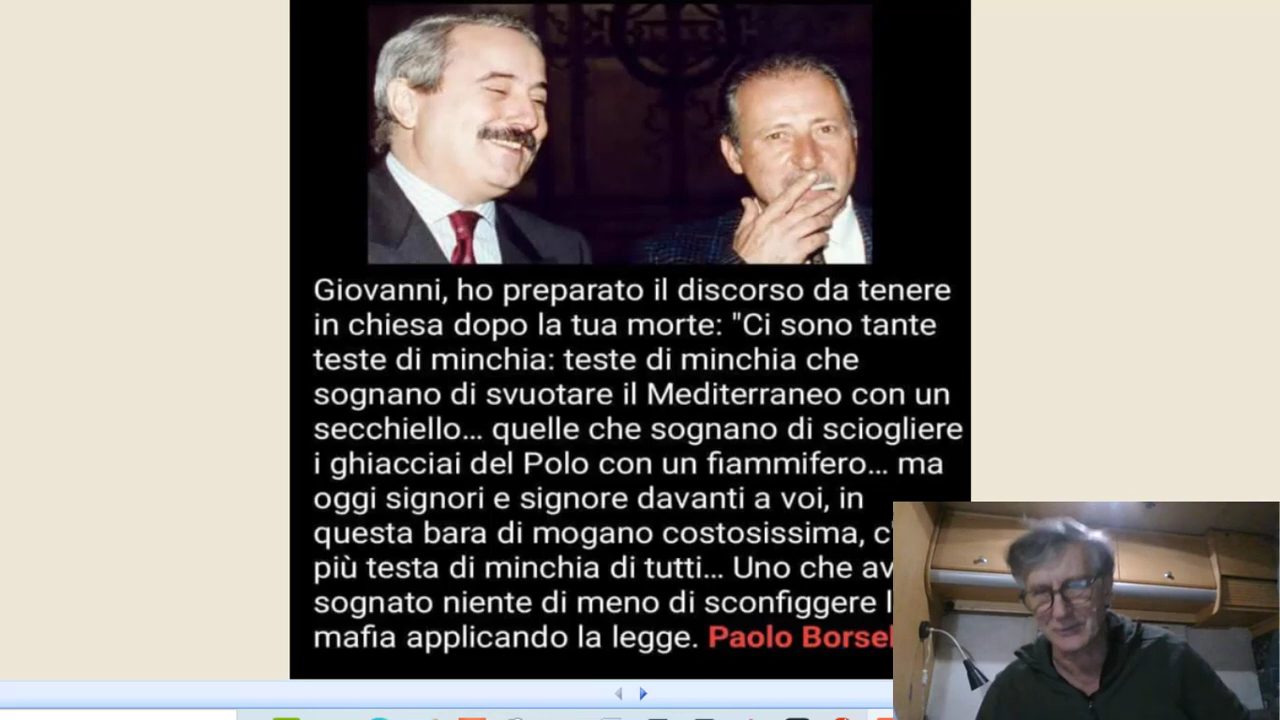 Giovanni, ho preparato il discorso da tenere
in chiesa dopo la tua morte: "Ci sono tante
teste di minchia: teste di minchia che
sognano di svuotare il Mediterraneo con un
secchiello... quelle che sognano di sciogliere
i ghiacciai del Polo con un fiammifero... ma
oggi signori e signore davanti a voi, in
questa bara di mogano costosissima,
più testa di minchia di tutti... Uno che
sognato niente di meno di sconfiggere
mafia applicando la legge. Paolo